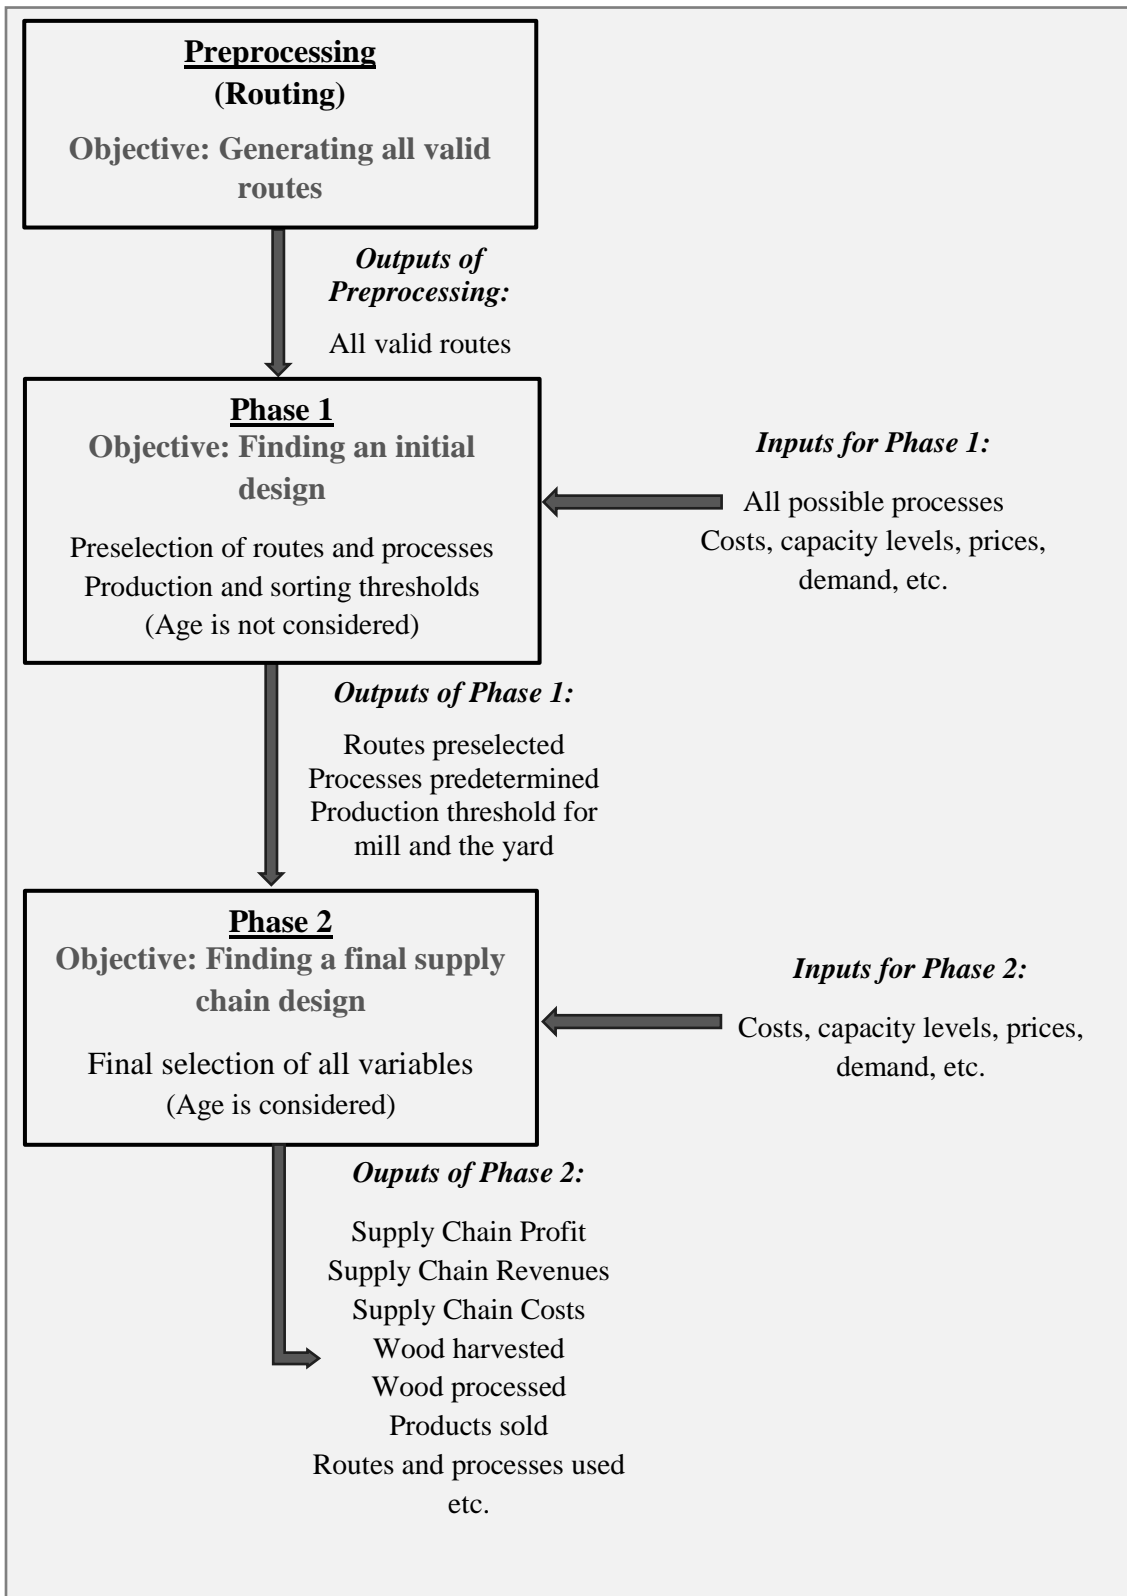 Preprocessing
(Routing)
Objective: Generating all valid
routes
Outputs of
Preprocessing:
All valid routes
Phase 1
Objective: Finding an initial
design
Preselection of routes and processes
Production and sorting thresholds
(Age is not considered)
Inputs for Phase 1:
All possible processes
Costs, capacity levels, prices,
demand, etc.
Outputs of Phase 1:
Routes preselected
Processes predetermined
Production threshold for
mill and the yard
Phase 2
Objective: Finding a final supply
chain design
Final selection of all variables
(Age is considered)
Inputs for Phase 2:
Costs, capacity levels, prices,
demand, etc.
Ouputs of Phase 2:
Supply Chain Profit
Supply Chain Revenues
Supply Chain Costs
Wood harvested
Wood processed
Products sold
Routes and processes used
etc.